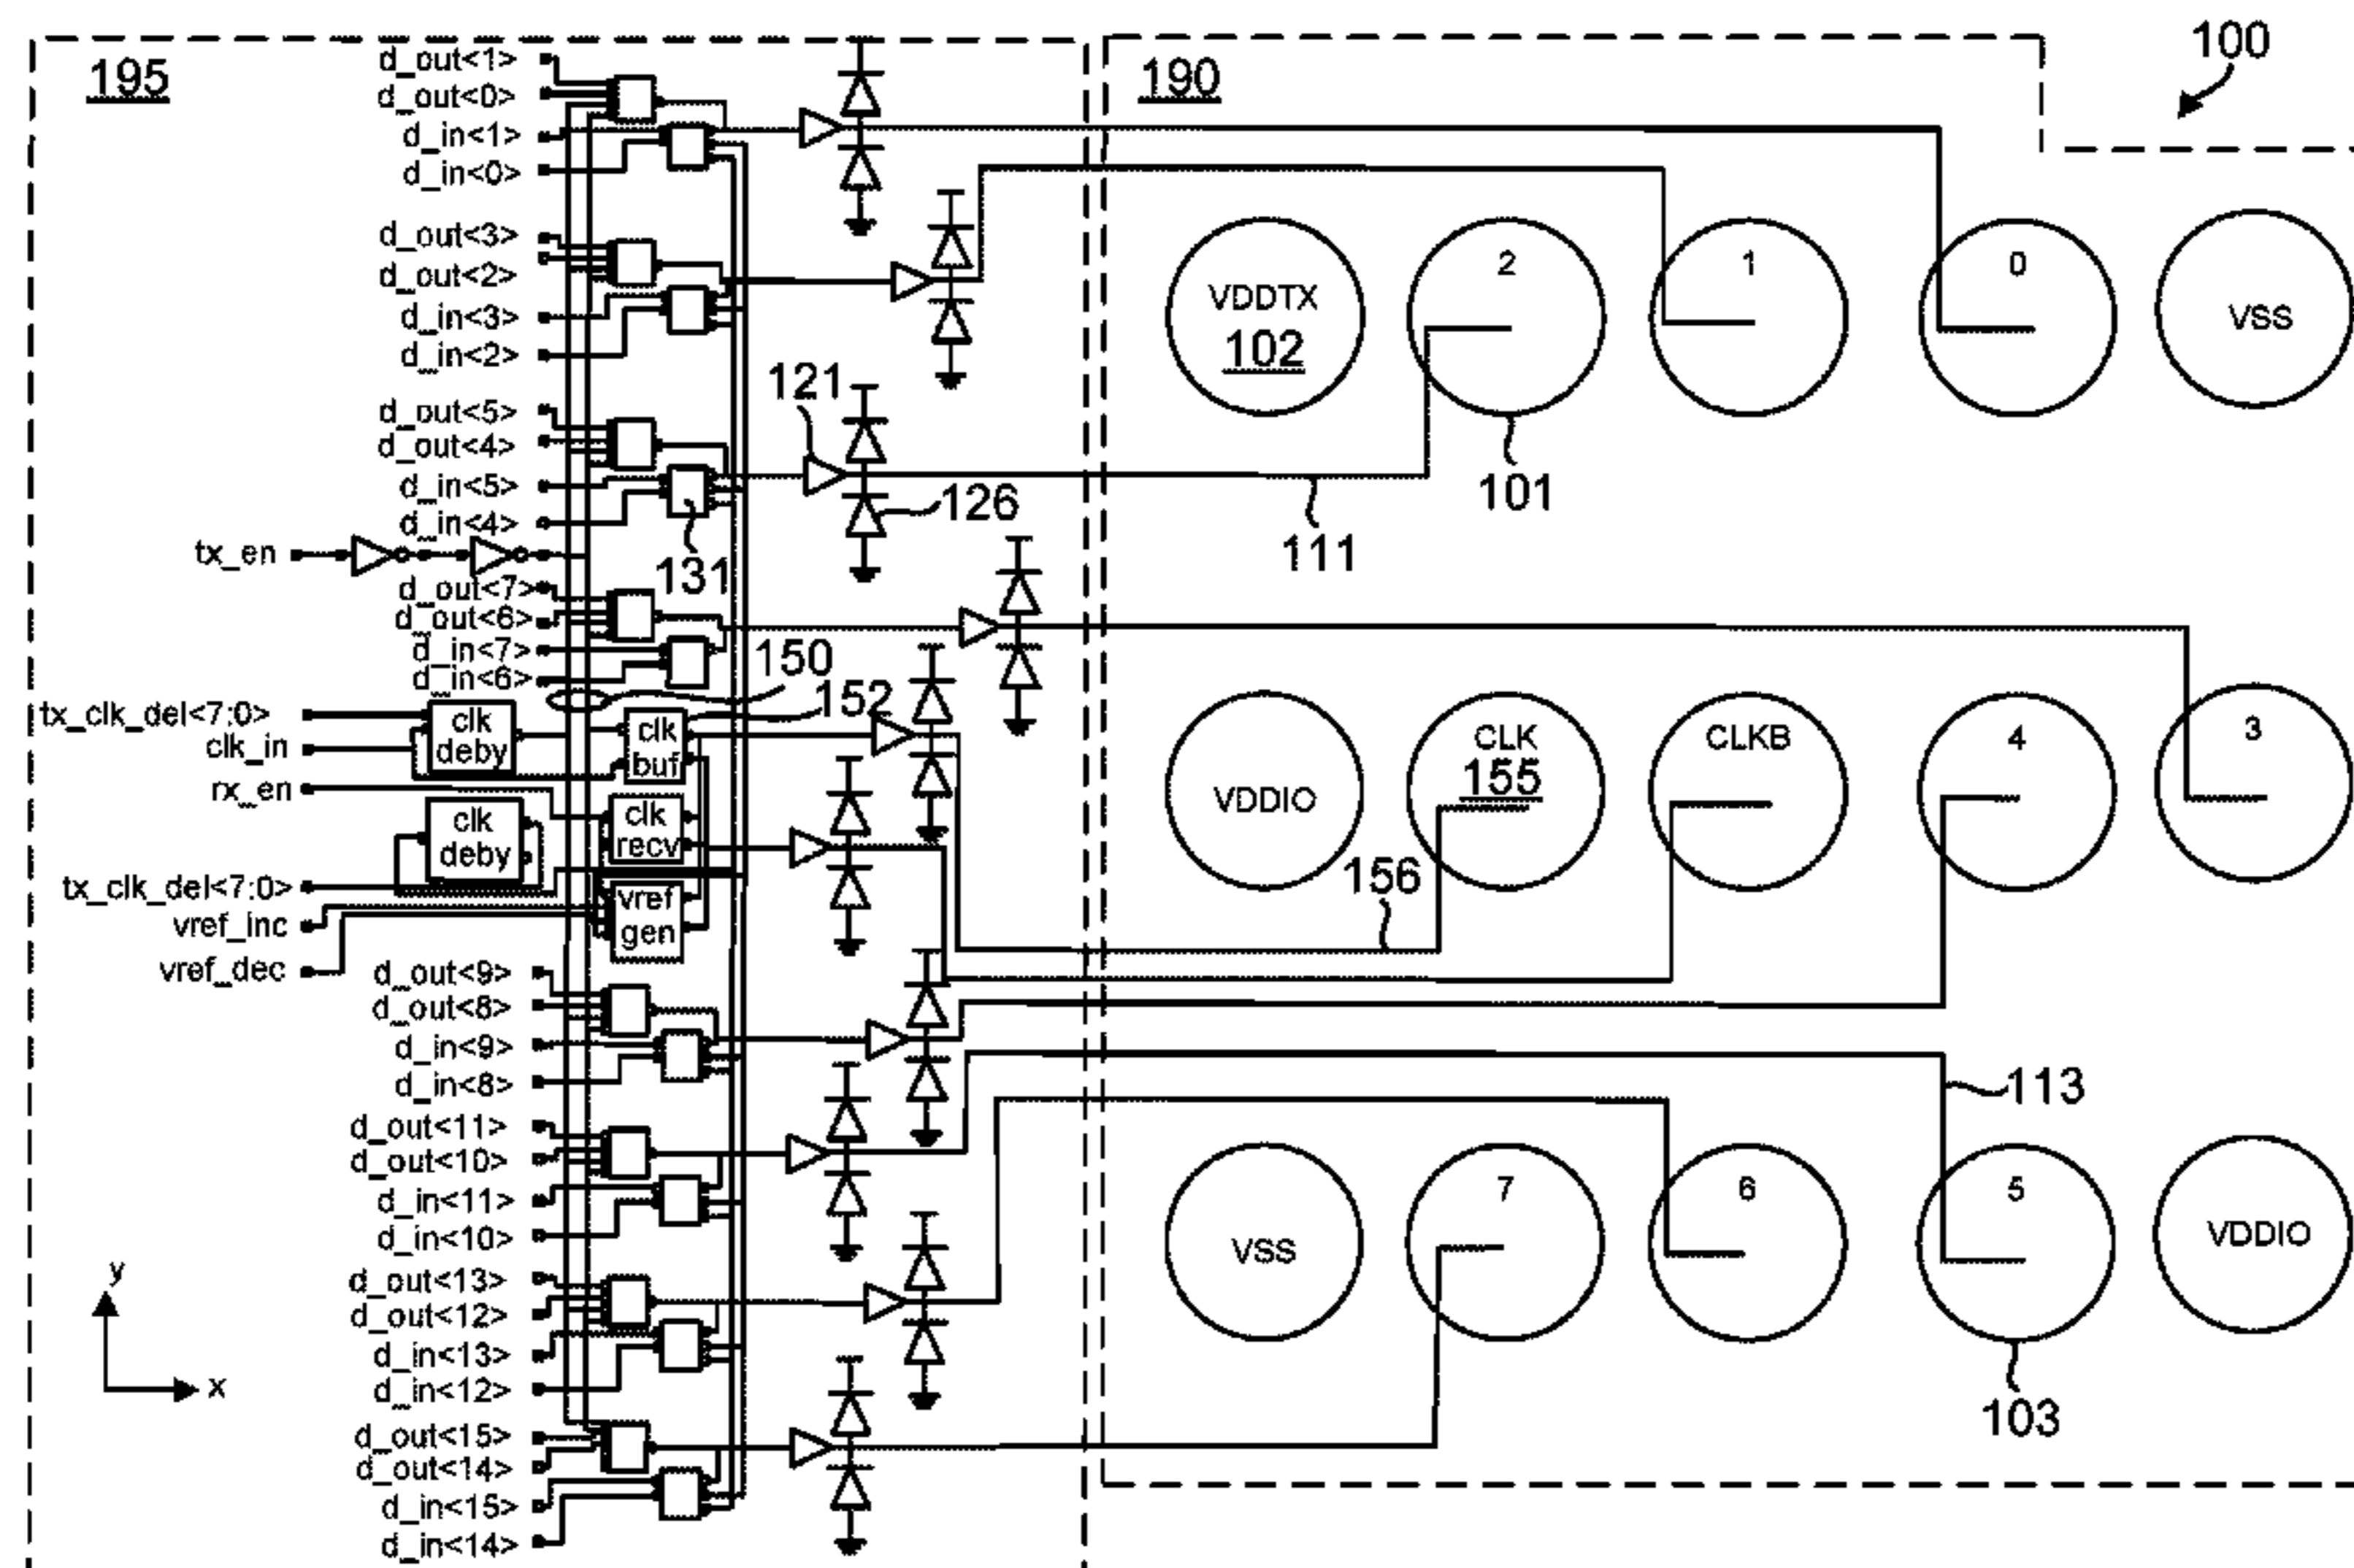 195
190
100
d_out<1>
d_out<0>
d_in<1>
d_in<0>
d_out<3>
d_out<2>
d_in<3>
d_in<2>
VDDTX
102
2
1
0
VSS
121
d_out<5>
d_out<4>
d_in<5>
d_in<4>
126
101
111
131
tx_en
d_out<7>
d_out<6>
d_in<7>
d_in<6>
150
152
tx_clk_del<7:0>
clk_in
rx_en
clk
deby
clk
buf
clk
deby
clk
recv
vref
gen
tx_clk_del<7:0>
vref_inc
vref_dec
VDDIO
CLK
155
CLKB
4
3
156
d_out<9>
d_out<8>
d_in<9>
d_in<8>
113
d_out<11>
d_out<10>
d_in<11>
d_in<10>
VSS
7
6
5
VDDIO
103
d_out<13>
d_out<12>
d_in<13>
d_in<12>
y
x
d_out<15>
d_out<14>
d_in<15>
d_in<14>